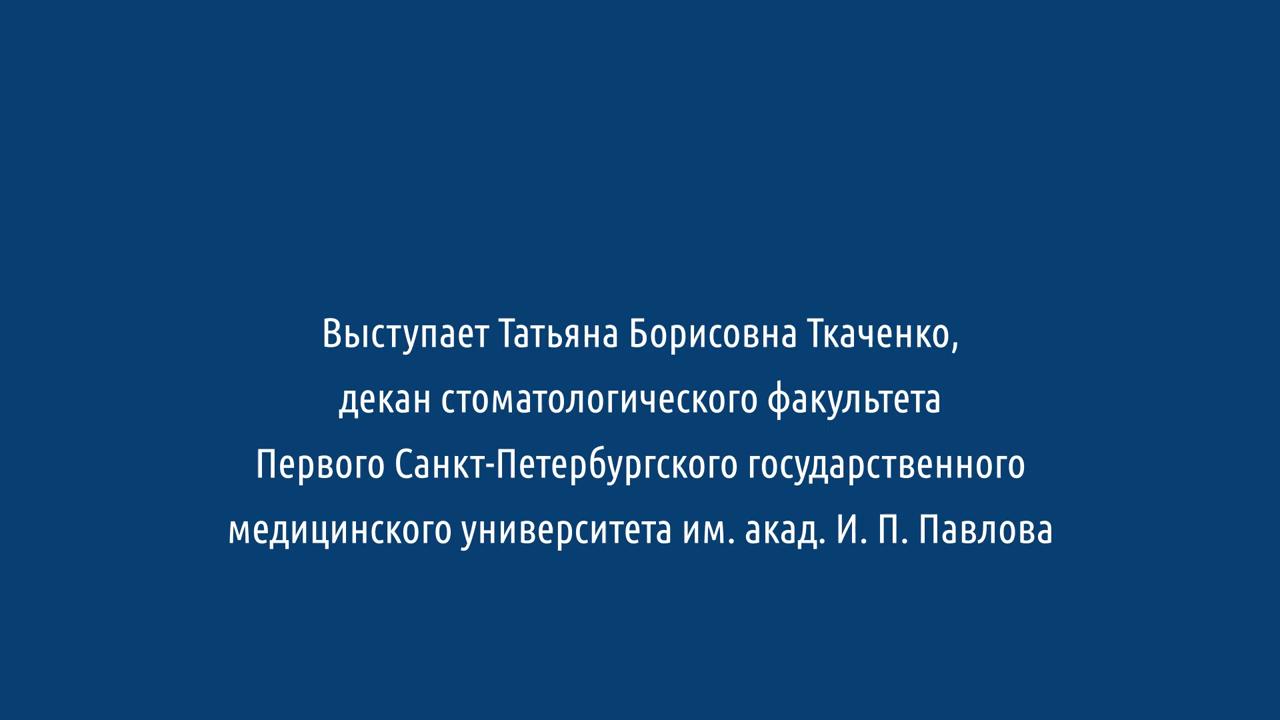 Выступает Татьяна Борисовна Ткаченко,
декан стоматологического факультета
Первого Санкт-Петербургского государственного
медицинского университета им. акад. И. П. Павлова